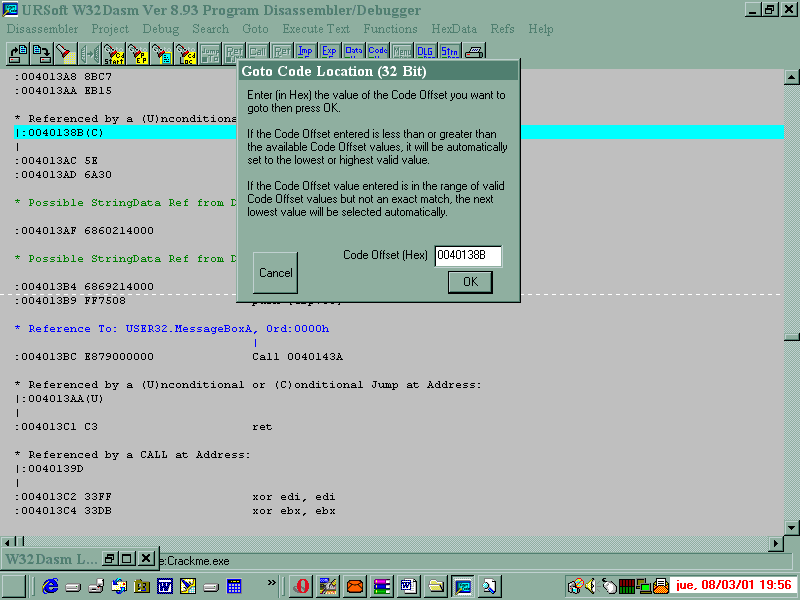 URSoft W32Dasm Ver 8.93 Program Disassembler/Debugger
Disassembler Project Debug Search Goto Execute Text Functions HexData Refs Help
Start E P Cod Loc Jump To Ret Call Ret Imp Exp Data Code Menu DLG Strn
:004013A8 8BC7
:004013AA EB15
* Referenced by a (U)nconditiona
|:0040138B(C)
|
:004013AC 5E
:004013AD 6A30
* Possible StringData Ref from D
:004013AF 6860214000
* Possible StringData Ref from D
:004013B4 6869214000
:004013B9 FF7508
* Reference To: USER32.MessageBoxA, Ord:0000h
|
:004013BC E879000000 Call 0040143A
* Referenced by a (U)nconditional or (C)onditional Jump at Address:
|:004013AA(U)
|
:004013C1 C3 ret
* Referenced by a CALL at Address:
|:0040139D
|
:004013C2 33FF xor edi, edi
:004013C4 33DB xor ebx, ebx
Goto Code Location (32 Bit)
Enter (in Hex) the value of the Code Offset you want to
goto then press OK.
If the Code Offset entered is less than or greater than
the available Code Offset values, it will be automatically
set to the lowest or highest valid value.
If the Code Offset value entered is in the range of valid
Code Offset values but not an exact match, the next
lowest value will be selected automatically.
Code Offset (Hex) 0040138B
Cancel
OK
W32Dasm L... e:Crackme.exe
» jue, 08/03/01 19:56